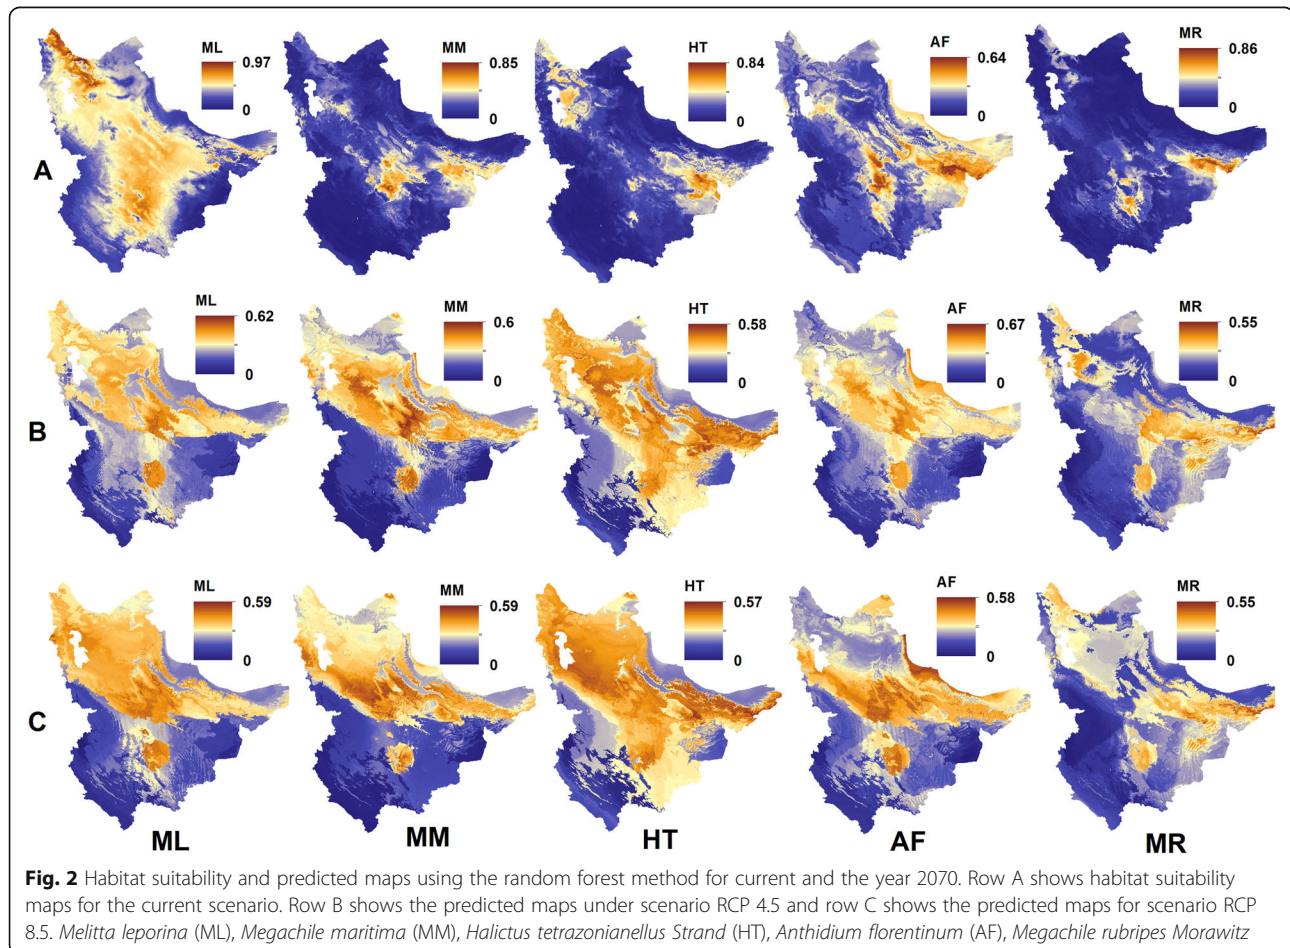 ML
0.97
0
MM
0.85
0
HT
0.84
0
AF
0.64
0
MR
0.86
0
A
ML
0.62
0
MM
0.6
0
HT
0.58
0
AF
0.67
0
MR
0.55
0
B
ML
0.59
0
MM
0.59
0
HT
0.57
0
AF
0.58
0
MR
0.55
0
C
ML MM HT AF MR
Fig. 2 Habitat suitability and predicted maps using the random forest method for current and the year 2070. Row A shows habitat suitability
maps for the current scenario. Row B shows the predicted maps under scenario RCP 4.5 and row C shows the predicted maps for scenario RCP
8.5. Melitta leporina (ML), Megachile maritima (MM), Halictus tetrazonianellus Strand (HT), Anthidium florentinum (AF), Megachile rubripes Morawitz